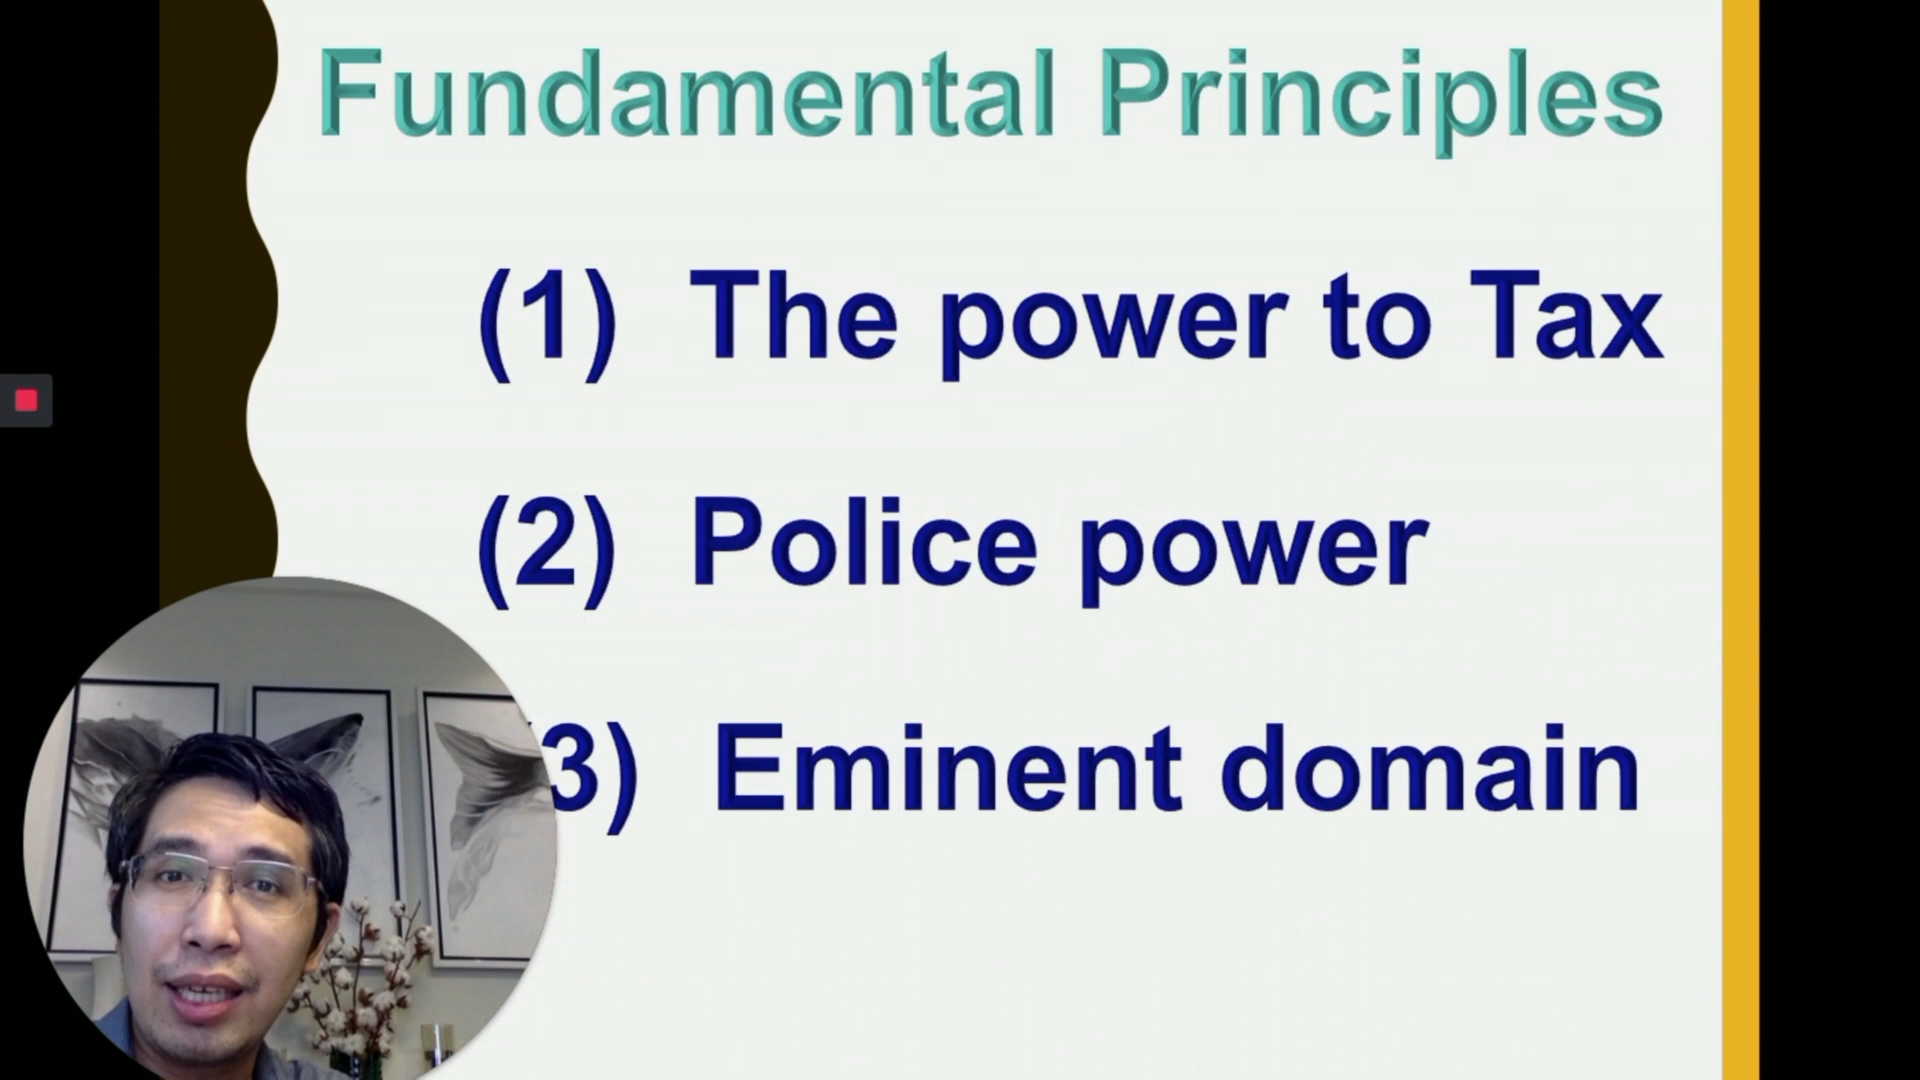 Fundamental Principles
(1) The power to Tax
(2) Police power
3) Eminent domain